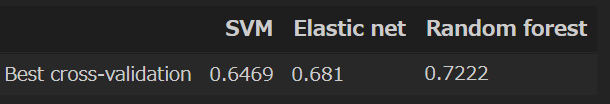 SVM Elastic net Random forest
Best cross-validation 0.6469 0.681 0.7222